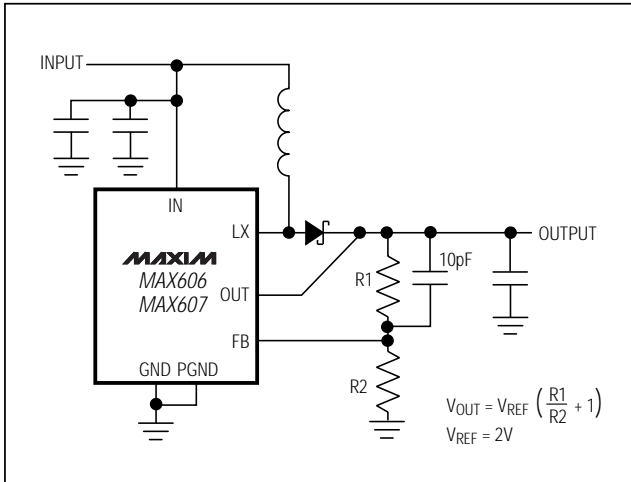 INPUT
IN
LX
OUTPUT
MAXIM
MAX606
MAX607
OUT
R1
10pF
FB
GND PGND
R2
VOUT = VREF (R1/R2 + 1)
VREF = 2V